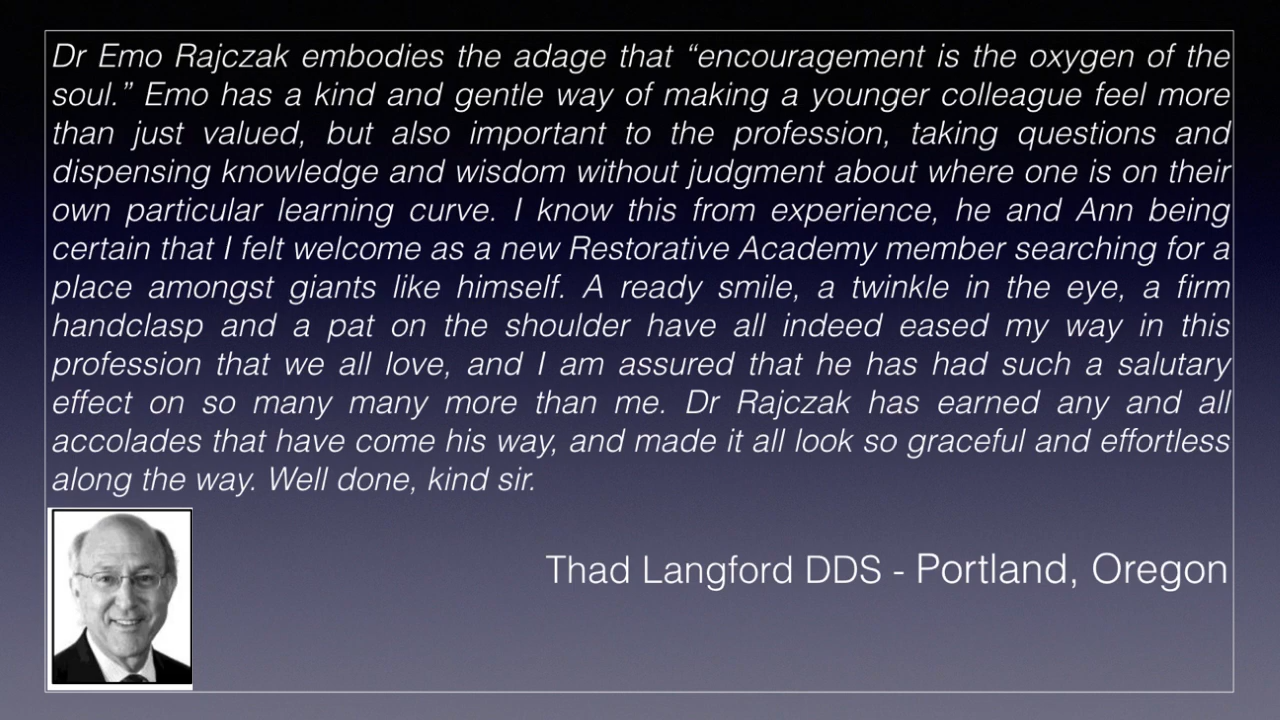 Dr Emo Rajczak embodies the adage that “encouragement is the oxygen of the
soul.” Emo has a kind and gentle way of making a younger colleague feel more
than just valued, but also important to the profession, taking questions and
dispensing knowledge and wisdom without judgment about where one is on their
own particular learning curve. I know this from experience, he and Ann being
certain that I felt welcome as a new Restorative Academy member searching for a
place amongst giants like himself. A ready smile, a twinkle in the eye, a firm
handclasp and a pat on the shoulder have all indeed eased my way in this
profession that we all love, and I am assured that he has had such a salutary
effect on so many many more than me. Dr Rajczak has earned any and all
accolades that have come his way, and made it all look so graceful and effortless
along the way. Well done, kind sir.
Thad Langford DDS - Portland, Oregon